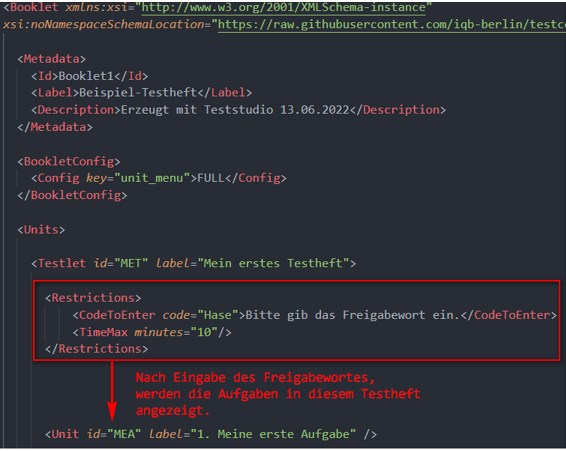 <Booklet xmlns:xsi="http://www.w3.org/2001/XMLSchema-instance"
xsi:noNamespaceSchemaLocation="https://raw.githubusercontent.com/iqb-berlin/testc
<Metadata>
<Id>Booklet1</Id>
<Label>Beispiel-Testheft</Label>
<Description>Erzeugt mit Teststudio 13.06.2022</Description>
</Metadata>
<BookletConfig>
<Config key="unit_menu">FULL</Config>
</BookletConfig>
<Units>
<Testlet id="MET" label="Mein erstes Testheft">
<Restrictions>
<CodeToEnter code="Hase">Bitte gib das Freigabewort ein.</CodeToEnter>
<TimeMax minutes="10"/>
</Restrictions>
Nach Eingabe des Freigabewortes,
werden die Aufgaben in diesem Testheft
angezeigt.
<Unit id="MEA" label="1. Meine erste Aufgabe" />